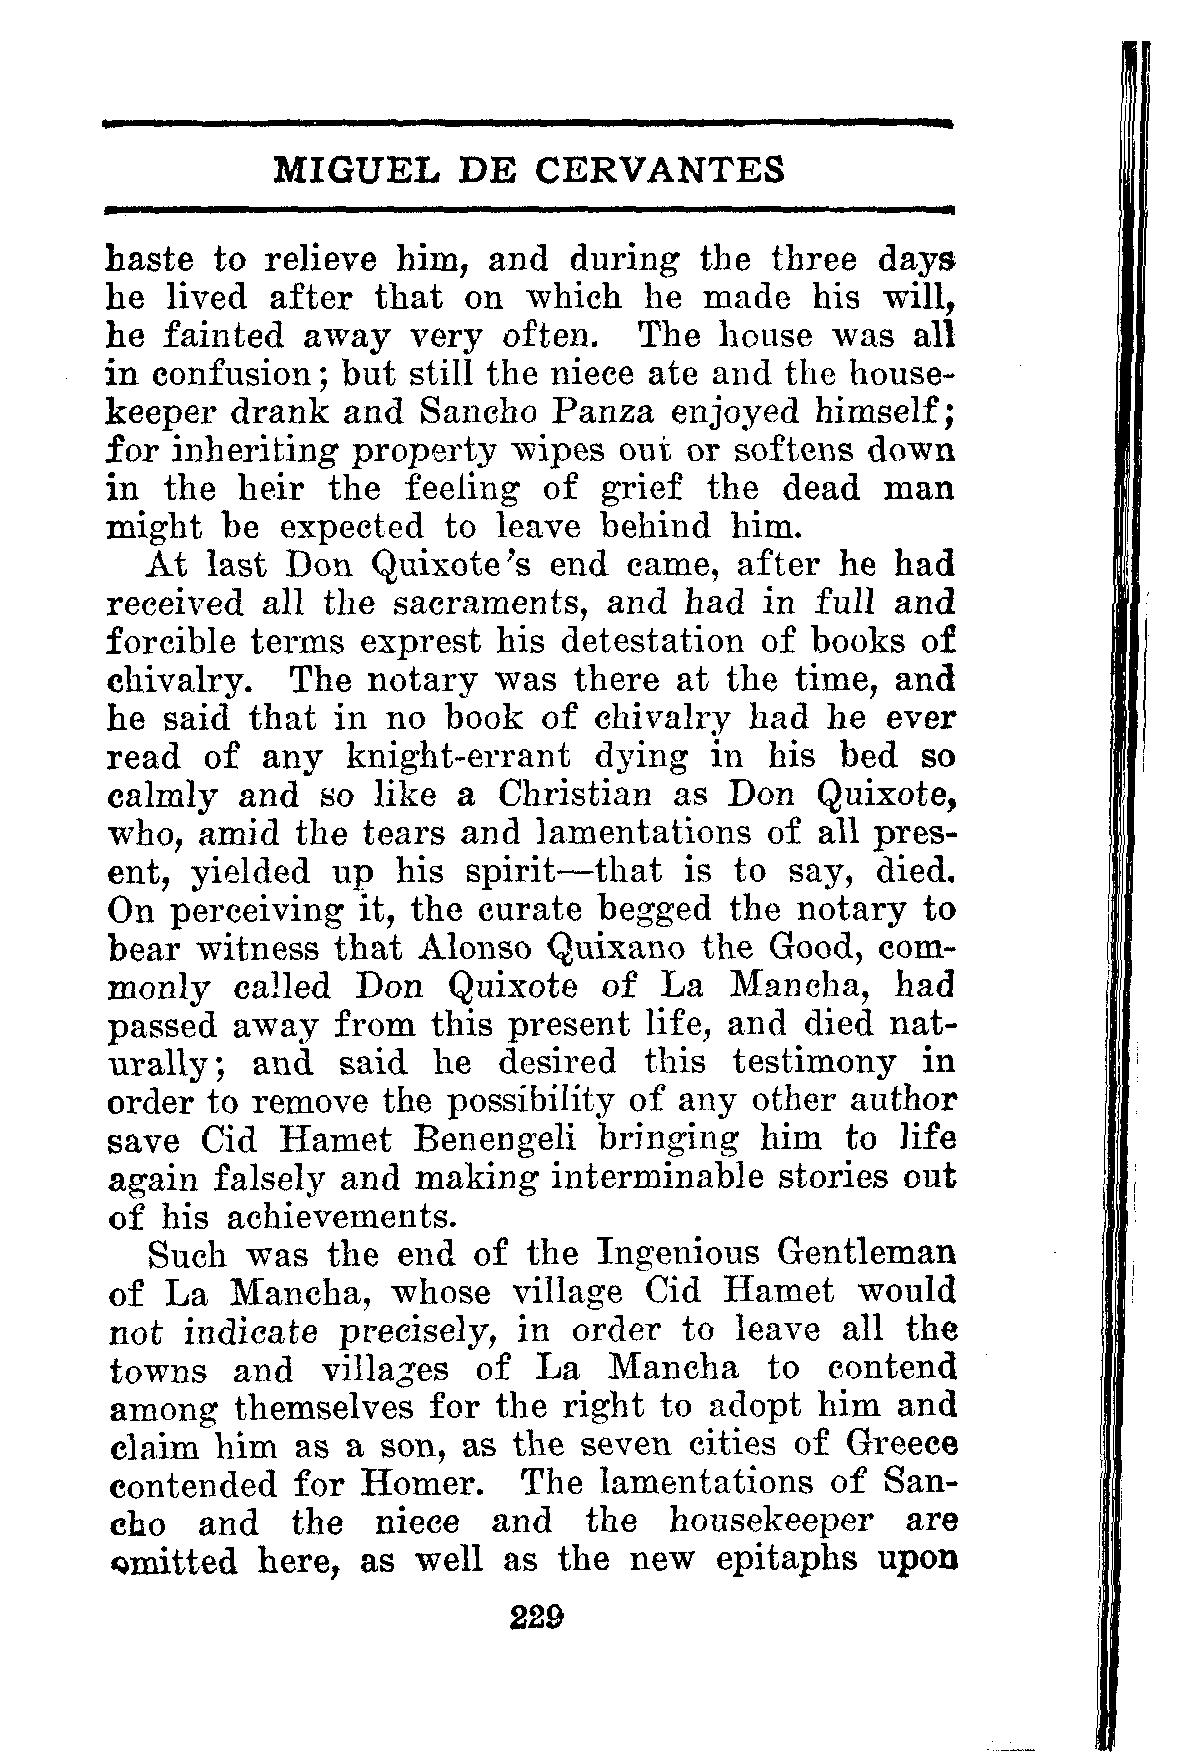 MIGUEL DE CERVANTES
haste to relieve him, and during the three days
he lived after that on which he made his will,
he fainted away very often. The house was all
in confusion; but still the niece ate and the house-
keeper drank and Sancho Panza enjoyed himself;
for inheriting property wipes out or softens down
in the heir the feeling of grief the dead man
might be expected to leave behind him.
At last Don Quixote's end came, after he had
received all the sacraments, and had in full and
forcible terms exprest his detestation of books of
chivalry. The notary was there at the time, and
he said that in no book of chivalry had he ever
read of any knight-errant dying in his bed so
calmly and so like a Christian as Don Quixote,
who, amid the tears and lamentations of all pres-
ent, yielded up his spirit—that is to say, died.
On perceiving it, the curate begged the notary to
bear witness that Alonso Quixano the Good, com-
monly called Don Quixote of La Mancha, had
passed away from this present life, and died nat-
urally; and said he desired this testimony in
order to remove the possibility of any other author
save Cid Hamet Benengeli bringing him to life
again falsely and making interminable stories out
of his achievements.
Such was the end of the Ingenious Gentleman
of La Mancha, whose village Cid Hamet would
not indicate precisely, in order to leave all the
towns and villages of La Mancha to contend
among themselves for the right to adopt him and
claim him as a son, as the seven cities of Greece
contended for Homer. The lamentations of San-
cho and the niece and the housekeeper are
omitted here, as well as the new epitaphs upon
229